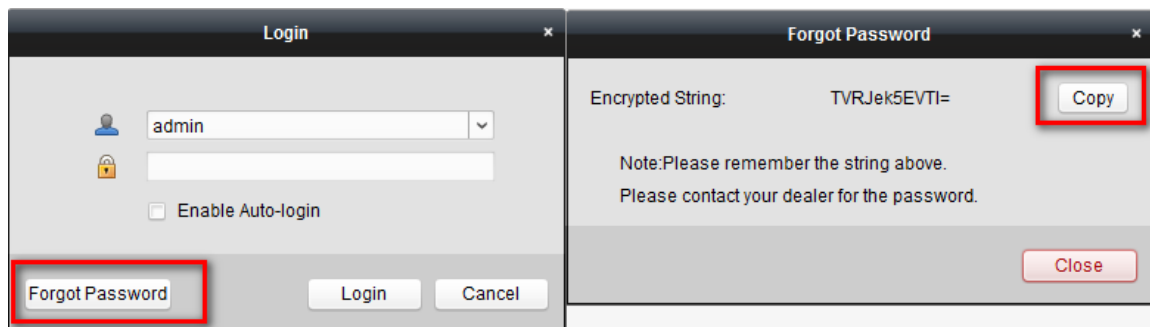 Login
×
admin
Enable Auto-login
Forgot Password
Login
Cancel
Forgot Password
×
Encrypted String:
TVRJek5EVTI=
Copy
Note:Please remember the string above.
Please contact your dealer for the password.
Close